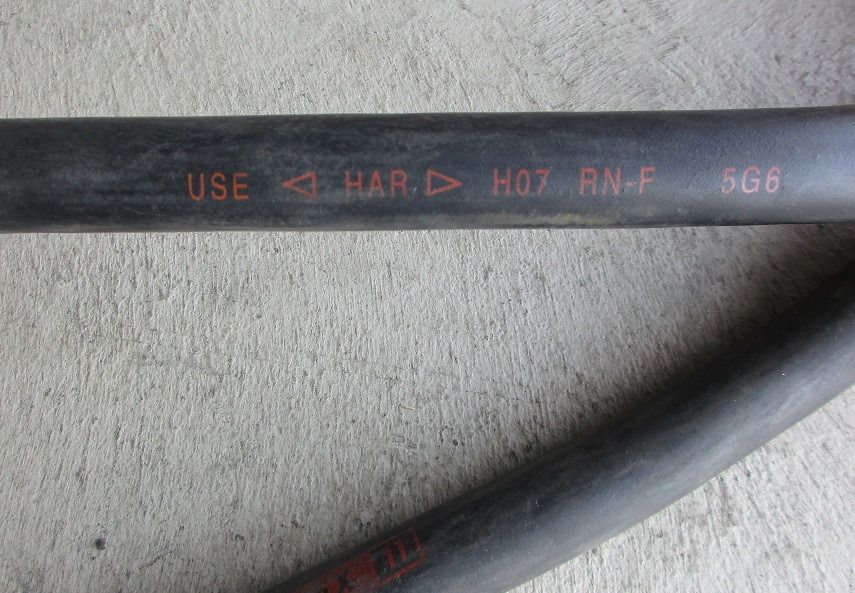 USE ◁ HAR ▷ H07 RN-F 5G6